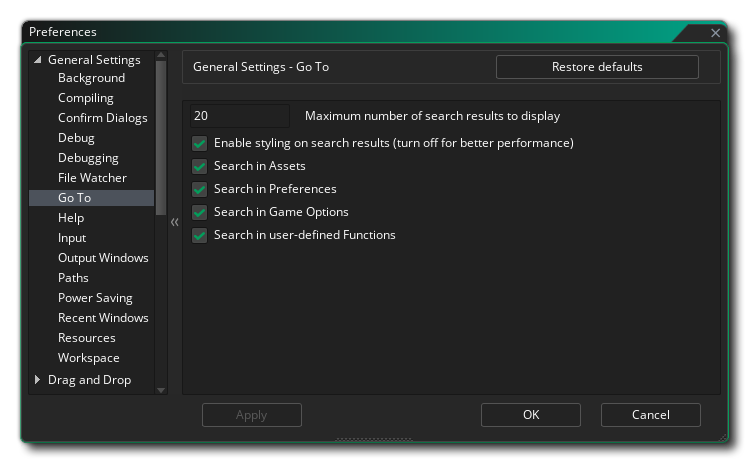 Preferences
General Settings
Background
Compiling
Confirm Dialogs
Debug
Debugging
File Watcher
Go To
Help
Input
Output Windows
Paths
Power Saving
Recent Windows
Resources
Workspace
Drag and Drop
General Settings - Go To
Restore defaults
20 Maximum number of search results to display
Enable styling on search results (turn off for better performance)
Search in Assets
Search in Preferences
Search in Game Options
Search in user-defined Functions
Apply
OK
Cancel